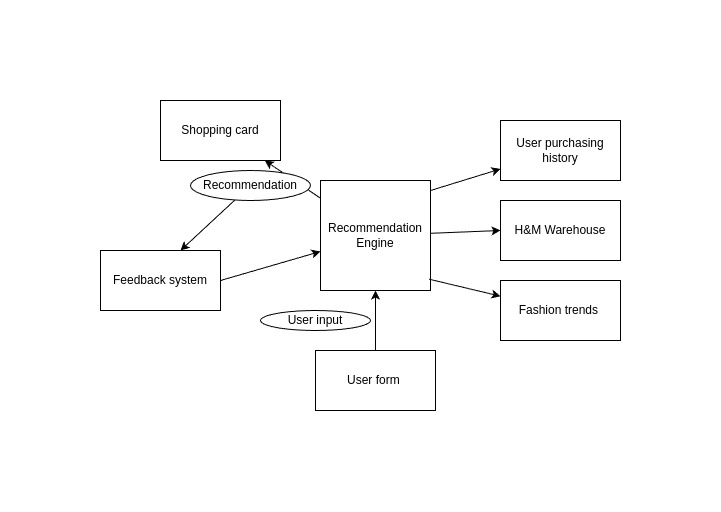 Shopping card
User purchasing
history
Recommendation
Recommendation
Engine
H&M Warehouse
Feedback system
Fashion trends
User input
User form